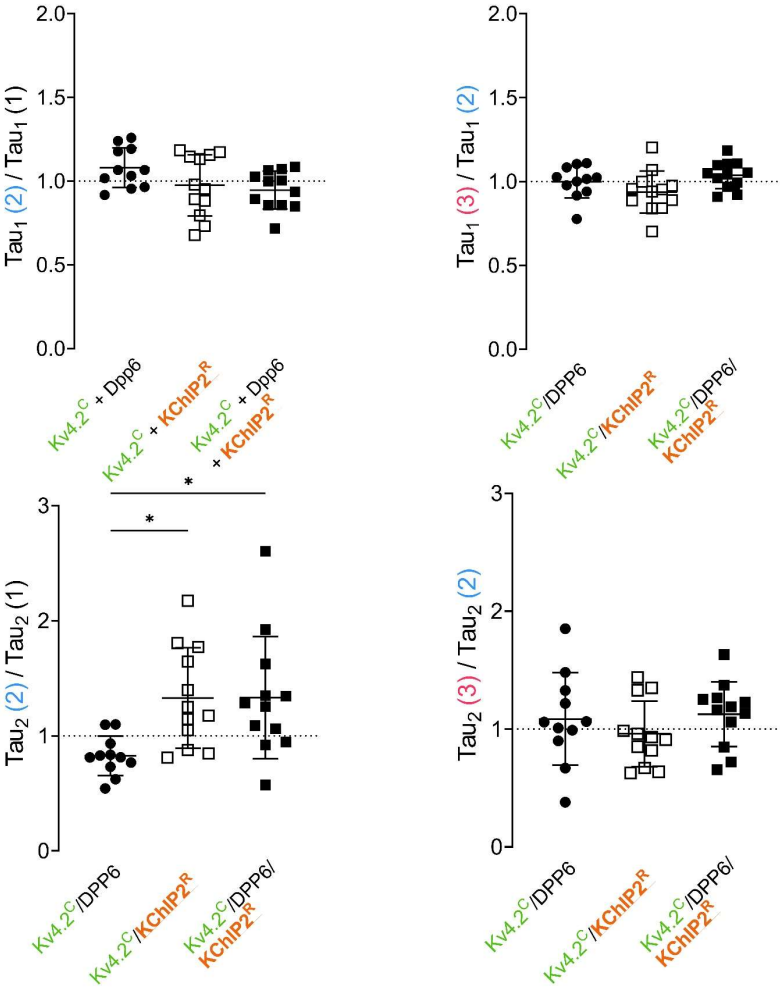 Tau1 (2) / Tau1 (1)
2.0
1.5
1.0
0.5
0.0
Kv4.2C + Dpp6
Kv4.2C + KChIP2R
Kv4.2C + Dpp6
+ KChIP2R
Tau1 (3) / Tau1 (2)
2.0
1.5
1.0
0.5
0.0
Kv4.2C/DPP6
Kv4.2C/KChIP2R
Kv4.2C/DPP6/
KChIP2R
Tau2 (2) / Tau2 (1)
3
2
1
0
*
*
Kv4.2C/DPP6
Kv4.2C/KChIP2R
Kv4.2C/DPP6/
KChIP2R
Tau2 (3) / Tau2 (2)
3
2
1
0
Kv4.2C/DPP6
Kv4.2C/KChIP2R
Kv4.2C/DPP6/
KChIP2R